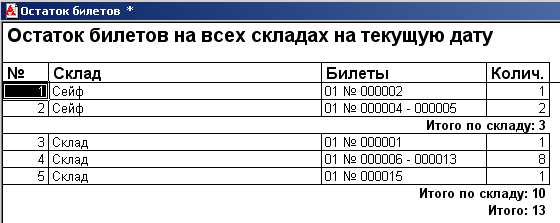 Остаток билетов *
Остаток билетов на всех складах на текущую дату
№ Склад Билеты Колич.
1 Сейф 01 № 000002 1
2 Сейф 01 № 000004 - 000005 2
Итого по складу: 3
3 Склад 01 № 000001 1
4 Склад 01 № 000006 - 000013 8
5 Склад 01 № 000015 1
Итого по складу: 10
Итого: 13